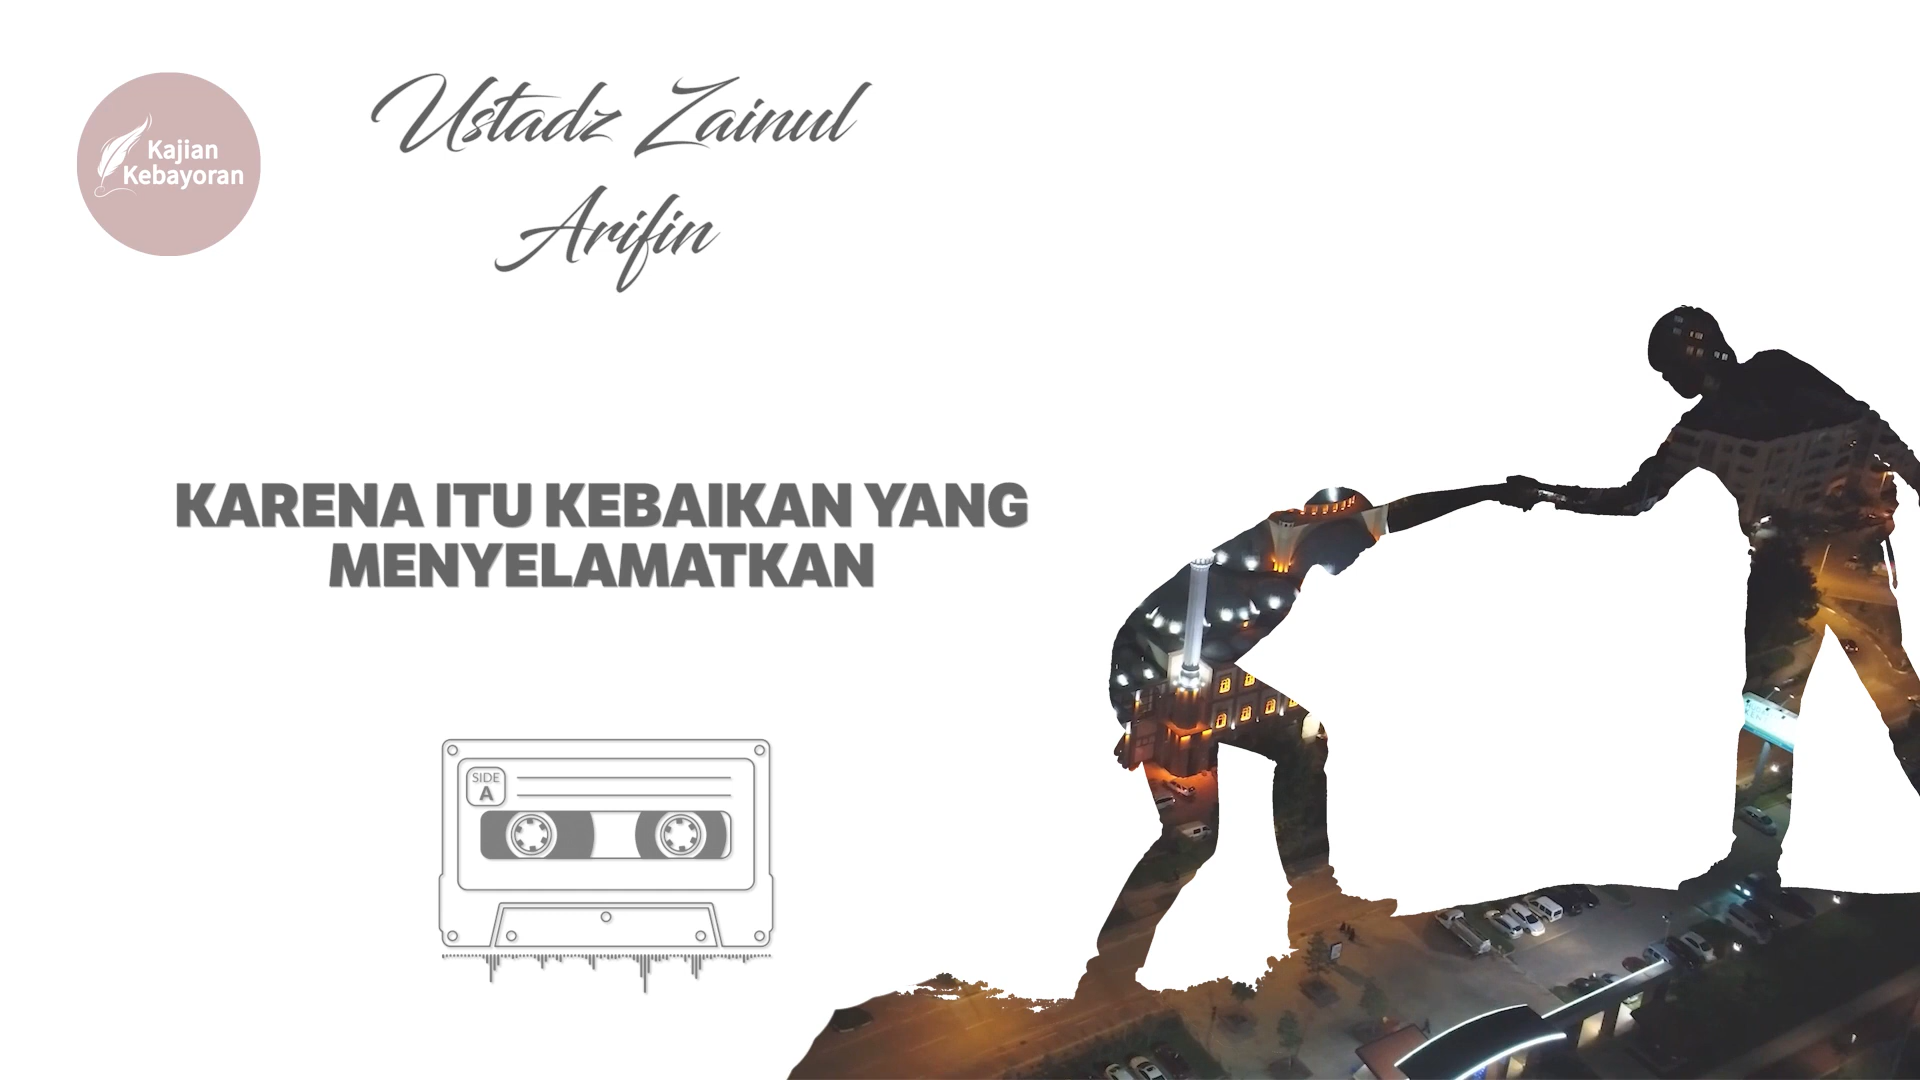 Kajian
Kebayoran
Ustadz Zainul
Arifin
KARENA ITU KEBAIKAN YANG
MENYELAMATKAN
SIDE
A